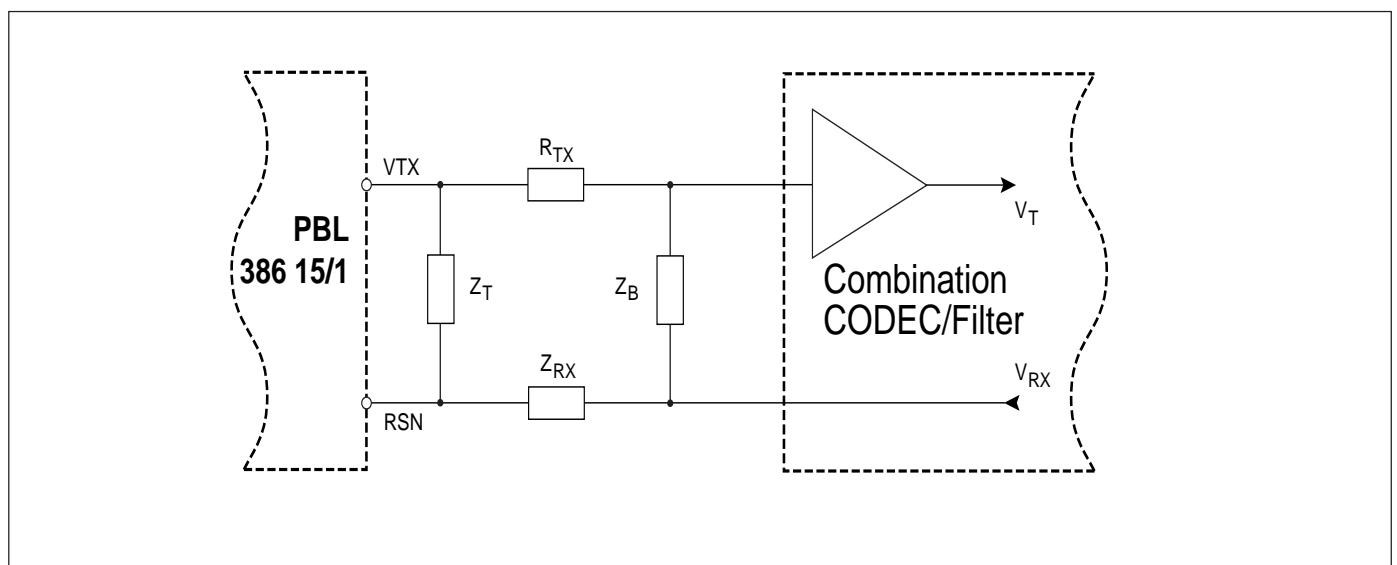 VTX
R_TX
V_T
PBL
386 15/1
Z_T
Z_B
Combination
CODEC/Filter
Z_RX
V_RX
RSN